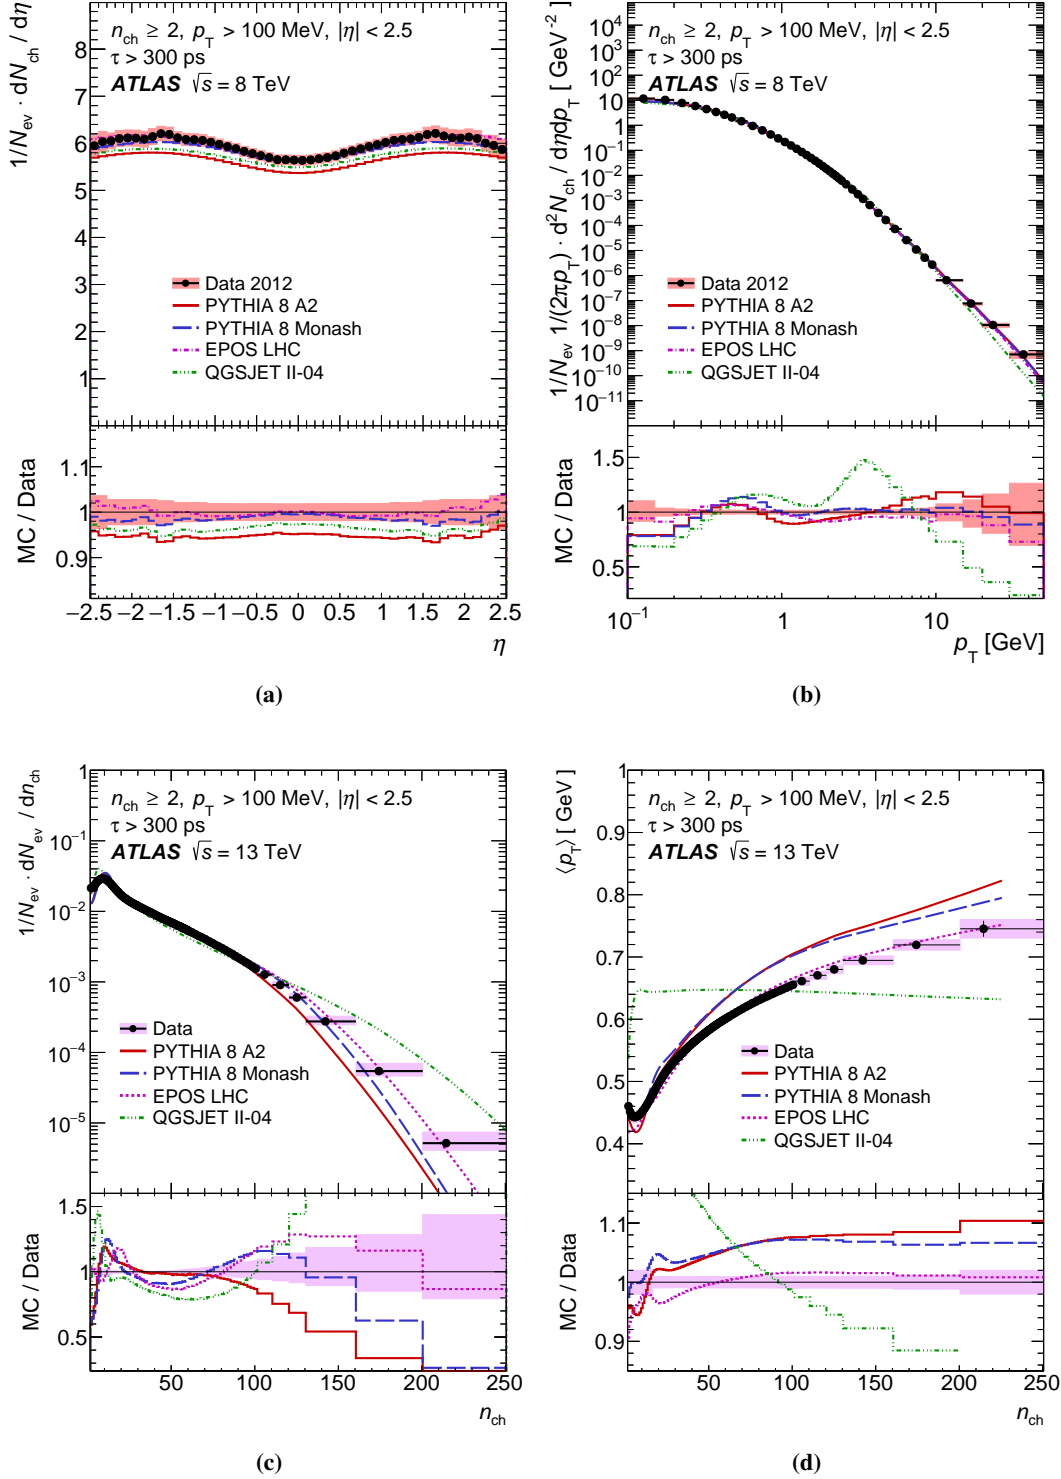 n_ch ≥ 2, p_T > 100 MeV, |η| < 2.5
τ > 300 ps
ATLAS √s = 8 TeV
1/N_ev · dN_ch / dη
8
7
6
5
4
3
2
1
Data 2012
PYTHIA 8 A2
PYTHIA 8 Monash
EPOS LHC
QGSJET II-04
MC / Data
1.1
1
0.9
−2.5 −2 −1.5 −1 −0.5 0 0.5 1 1.5 2 2.5
η
(a)
n_ch ≥ 2, p_T > 100 MeV, |η| < 2.5
τ > 300 ps
ATLAS √s = 8 TeV
1/N_ev 1/(2πp_T) · d²N_ch / dηdp_T [ GeV⁻² ]
10⁴
10³
10²
10
1
10⁻¹
10⁻²
10⁻³
10⁻⁴
10⁻⁵
10⁻⁶
10⁻⁷
10⁻⁸
10⁻⁹
10⁻¹⁰
10⁻¹¹
Data 2012
PYTHIA 8 A2
PYTHIA 8 Monash
EPOS LHC
QGSJET II-04
MC / Data
1.5
1
0.5
10⁻¹ 1 10
p_T [GeV]
(b)
n_ch ≥ 2, p_T > 100 MeV, |η| < 2.5
τ > 300 ps
ATLAS √s = 13 TeV
1/N_ev · dN_ev / dn_ch
1
10⁻¹
10⁻²
10⁻³
10⁻⁴
10⁻⁵
Data
PYTHIA 8 A2
PYTHIA 8 Monash
EPOS LHC
QGSJET II-04
MC / Data
1.5
1
0.5
50 100 150 200 250
n_ch
(c)
n_ch ≥ 2, p_T > 100 MeV, |η| < 2.5
τ > 300 ps
ATLAS √s = 13 TeV
⟨p_T⟩ [ GeV ]
1
0.9
0.8
0.7
0.6
0.5
0.4
Data
PYTHIA 8 A2
PYTHIA 8 Monash
EPOS LHC
QGSJET II-04
MC / Data
1.1
1
0.9
50 100 150 200 250
n_ch
(d)